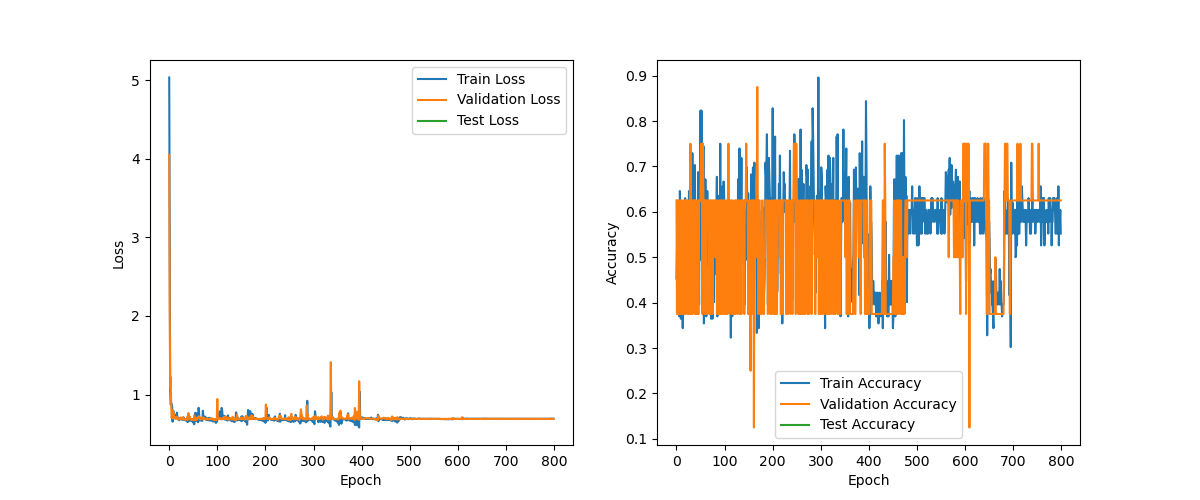 5
4
3
2
1
0 100 200 300 400 500 600 700 800
Loss
Epoch
Train Loss
Validation Loss
Test Loss
0.9
0.8
0.7
0.6
0.5
0.4
0.3
0.2
0.1
0 100 200 300 400 500 600 700 800
Accuracy
Epoch
Train Accuracy
Validation Accuracy
Test Accuracy